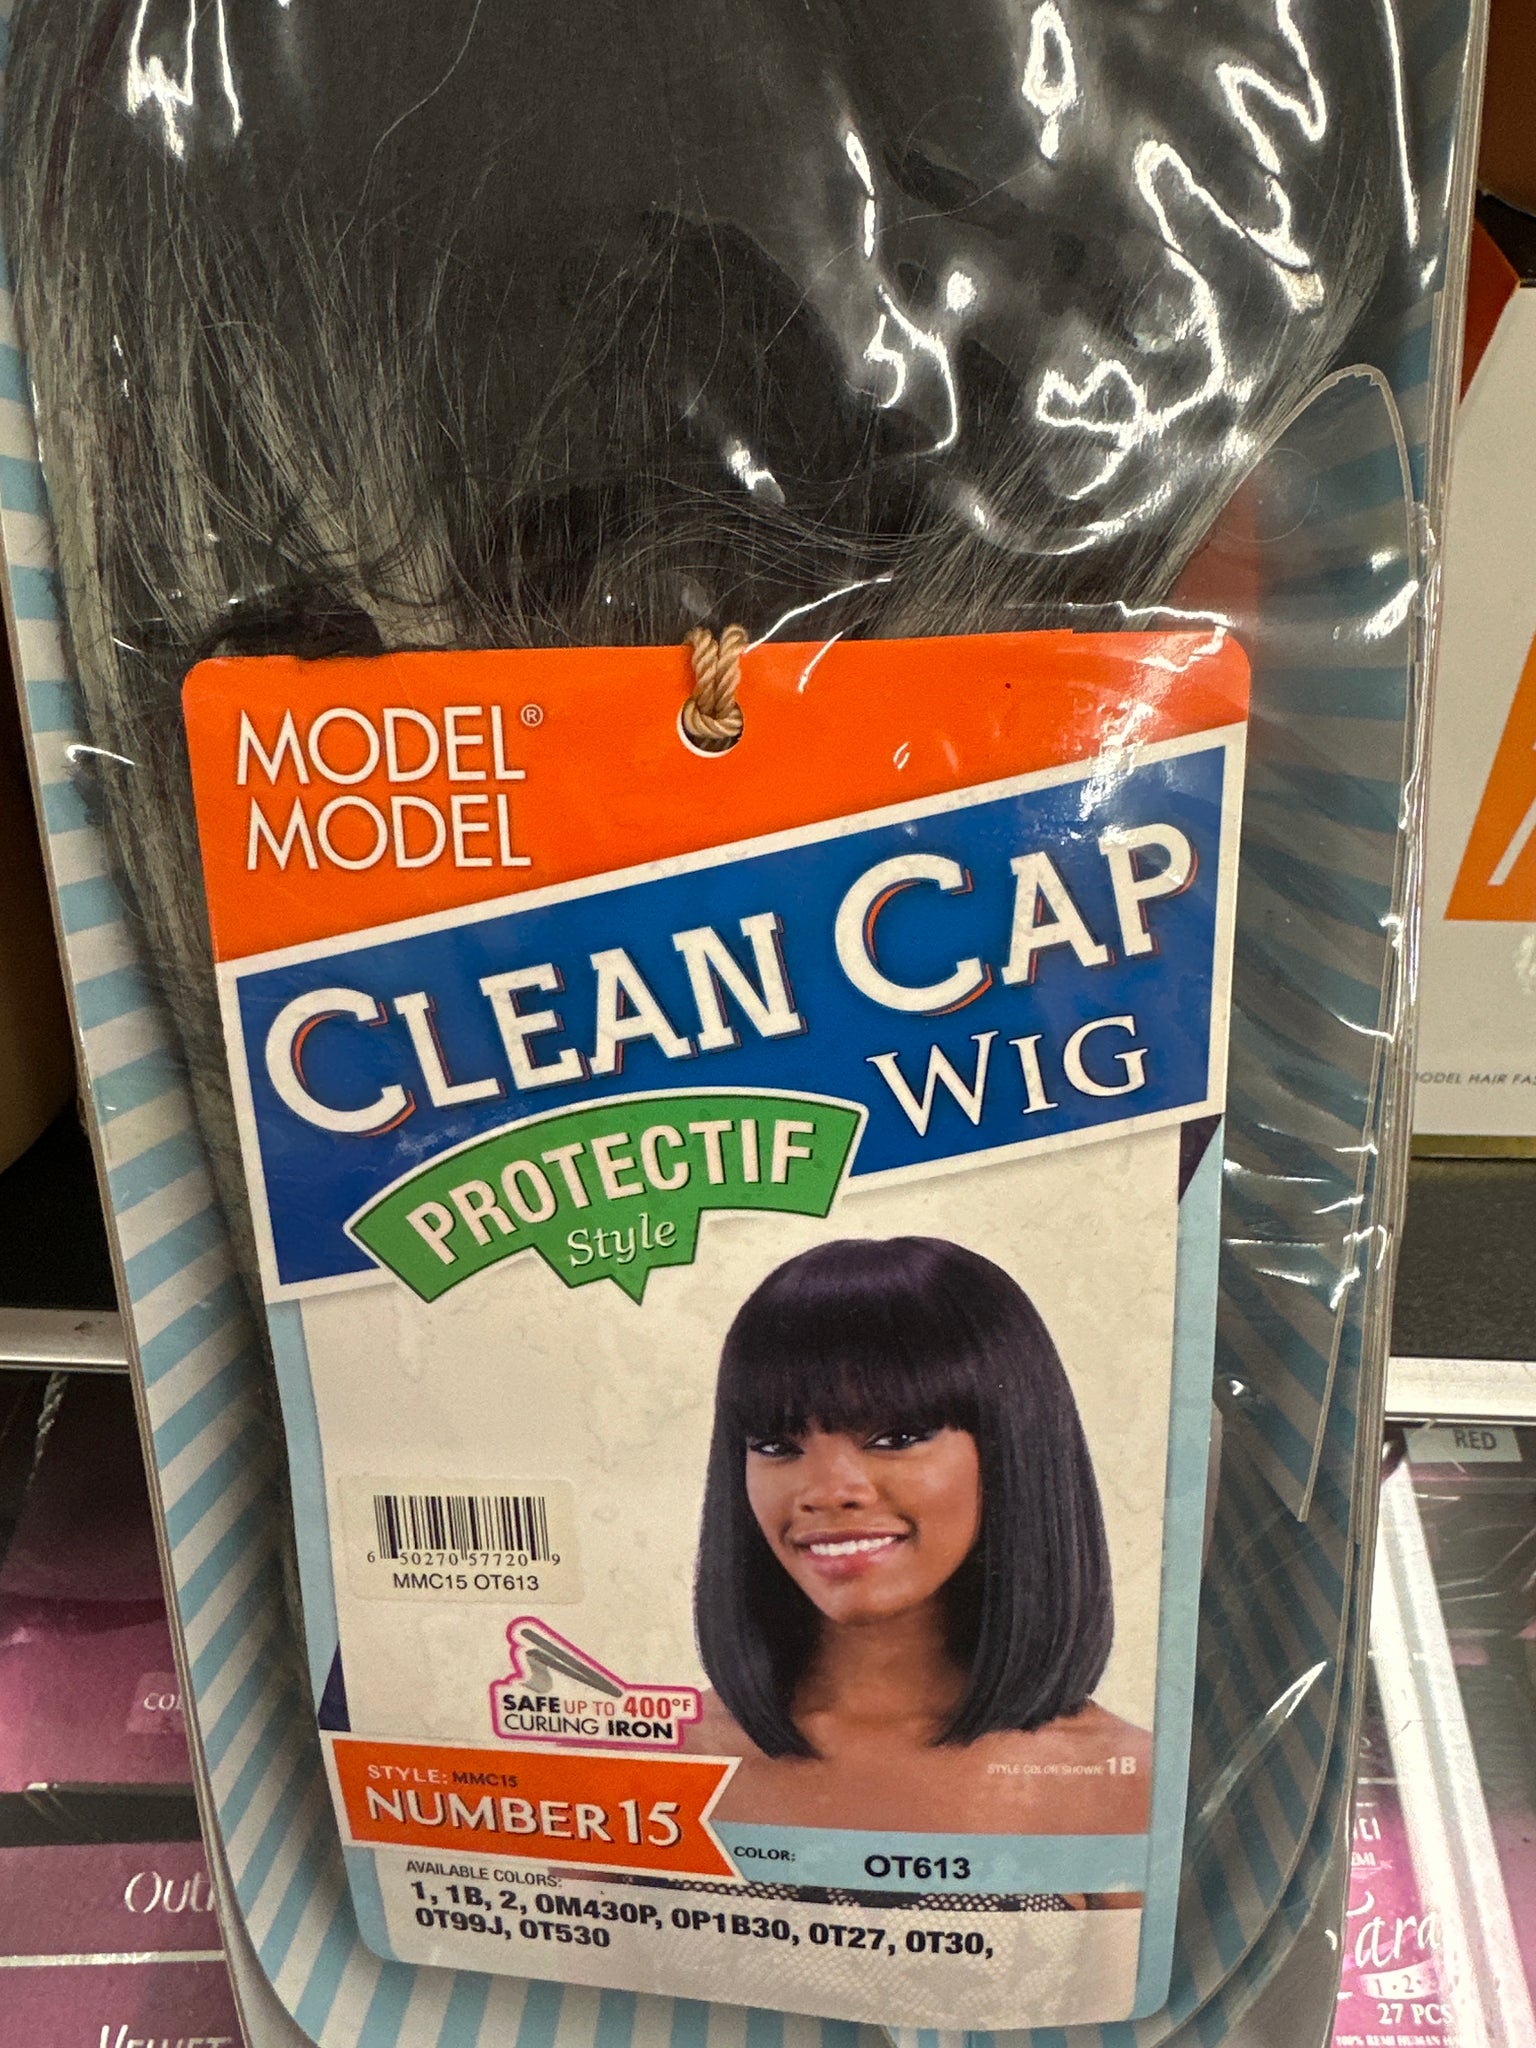 MODEL®
MODEL
CLEAN CAP
WIG
PROTECTIF
Style
6 50270 57720 9
MMC15 OT613
SAFE UP TO 400°F
CURLING IRON
STYLE COLOR SHOWN: 1B
STYLE: MMC15
NUMBER 15
COLOR: OT613
AVAILABLE COLORS:
1, 1B, 2, OM430P, OP1B30, OT27, OT30,
OT99J, OT530
RED
27 PCS